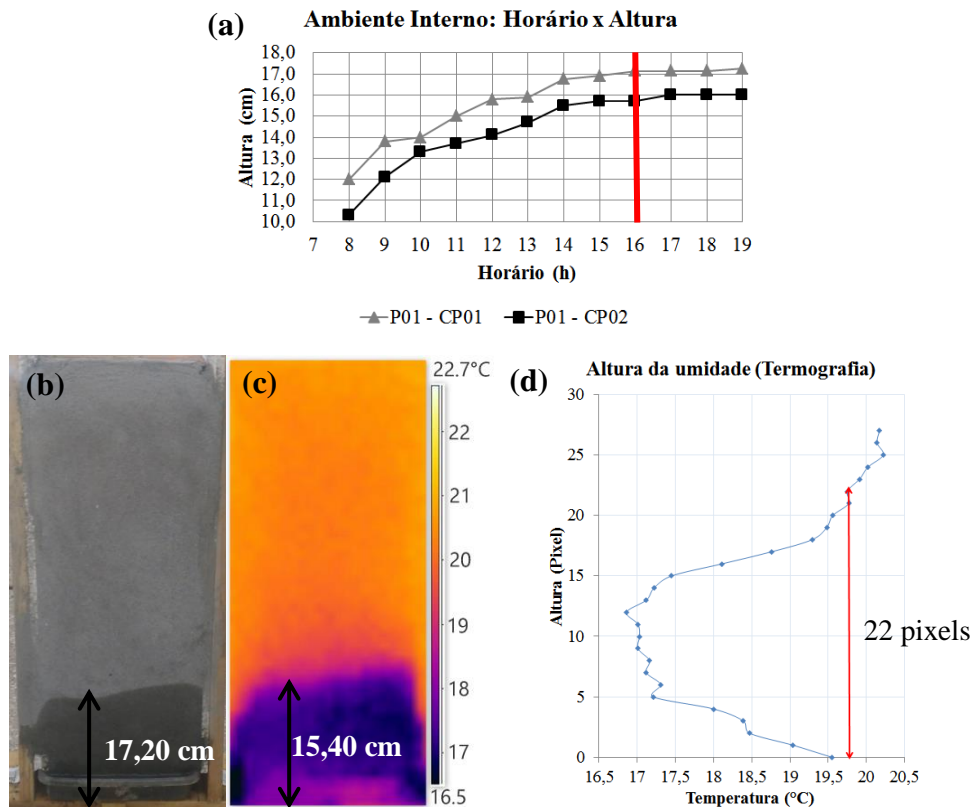 (a)
Ambiente Interno: Horário x Altura
Altura (cm)
18,0
17,0
16,0
15,0
14,0
13,0
12,0
11,0
10,0
7 8 9 10 11 12 13 14 15 16 17 18 19
Horário (h)
P01 - CP01 P01 - CP02
(b)
17,20 cm
(c)
15,40 cm
22.7°C
22
21
20
19
18
17
16.5
(d)
Altura da umidade (Termografia)
Altura (Pixel)
30
25
20
15
10
5
0
22 pixels
16,5 17 17,5 18 18,5 19 19,5 20 20,5
Temperatura (°C)